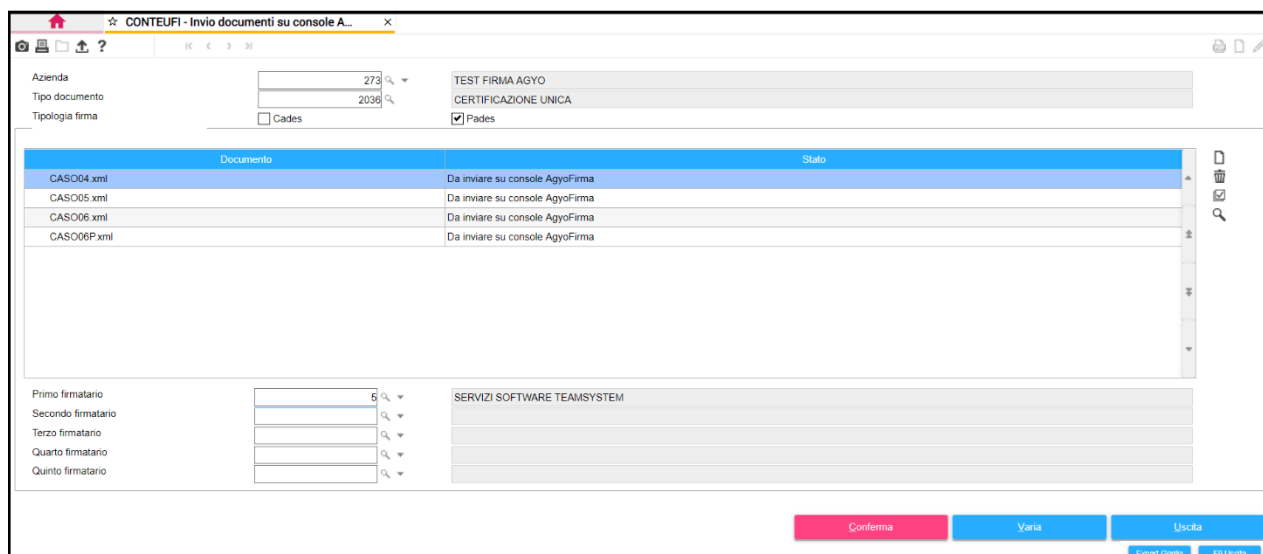 CONTEUFI - Invio documenti su console A...
Azienda 273 TEST FIRMA AGYO
Tipo documento 2036 CERTIFICAZIONE UNICA
Tipologia firma Cades Pades
Documento Stato
CASO04.xml Da inviare su console AgyoFirma
CASO05.xml Da inviare su console AgyoFirma
CASO06.xml Da inviare su console AgyoFirma
CASO06P.xml Da inviare su console AgyoFirma
Primo firmatario 5 SERVIZI SOFTWARE TEAMSYSTEM
Secondo firmatario
Terzo firmatario
Quarto firmatario
Quinto firmatario
Conferma Varia Uscita